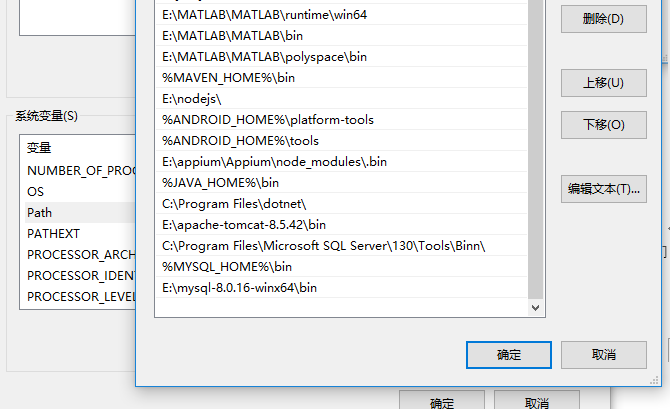 E:\MATLAB\MATLAB\runtime\win64
E:\MATLAB\MATLAB\bin
E:\MATLAB\MATLAB\polyspace\bin
%MAVEN_HOME%\bin
E:\nodejs\
%ANDROID_HOME%\platform-tools
%ANDROID_HOME%\tools
E:\appium\Appium\node_modules\.bin
%JAVA_HOME%\bin
C:\Program Files\dotnet\
E:\apache-tomcat-8.5.42\bin
C:\Program Files\Microsoft SQL Server\130\Tools\Binn\
%MYSQL_HOME%\bin
E:\mysql-8.0.16-winx64\bin
删除(D)
上移(U)
下移(O)
编辑文本(T)...
确定
取消
系统变量(S)
变量
NUMBER_OF_PROC
OS
Path
PATHEXT
PROCESSOR_ARCH
PROCESSOR_IDENT
PROCESSOR_LEVEL
确定
取消